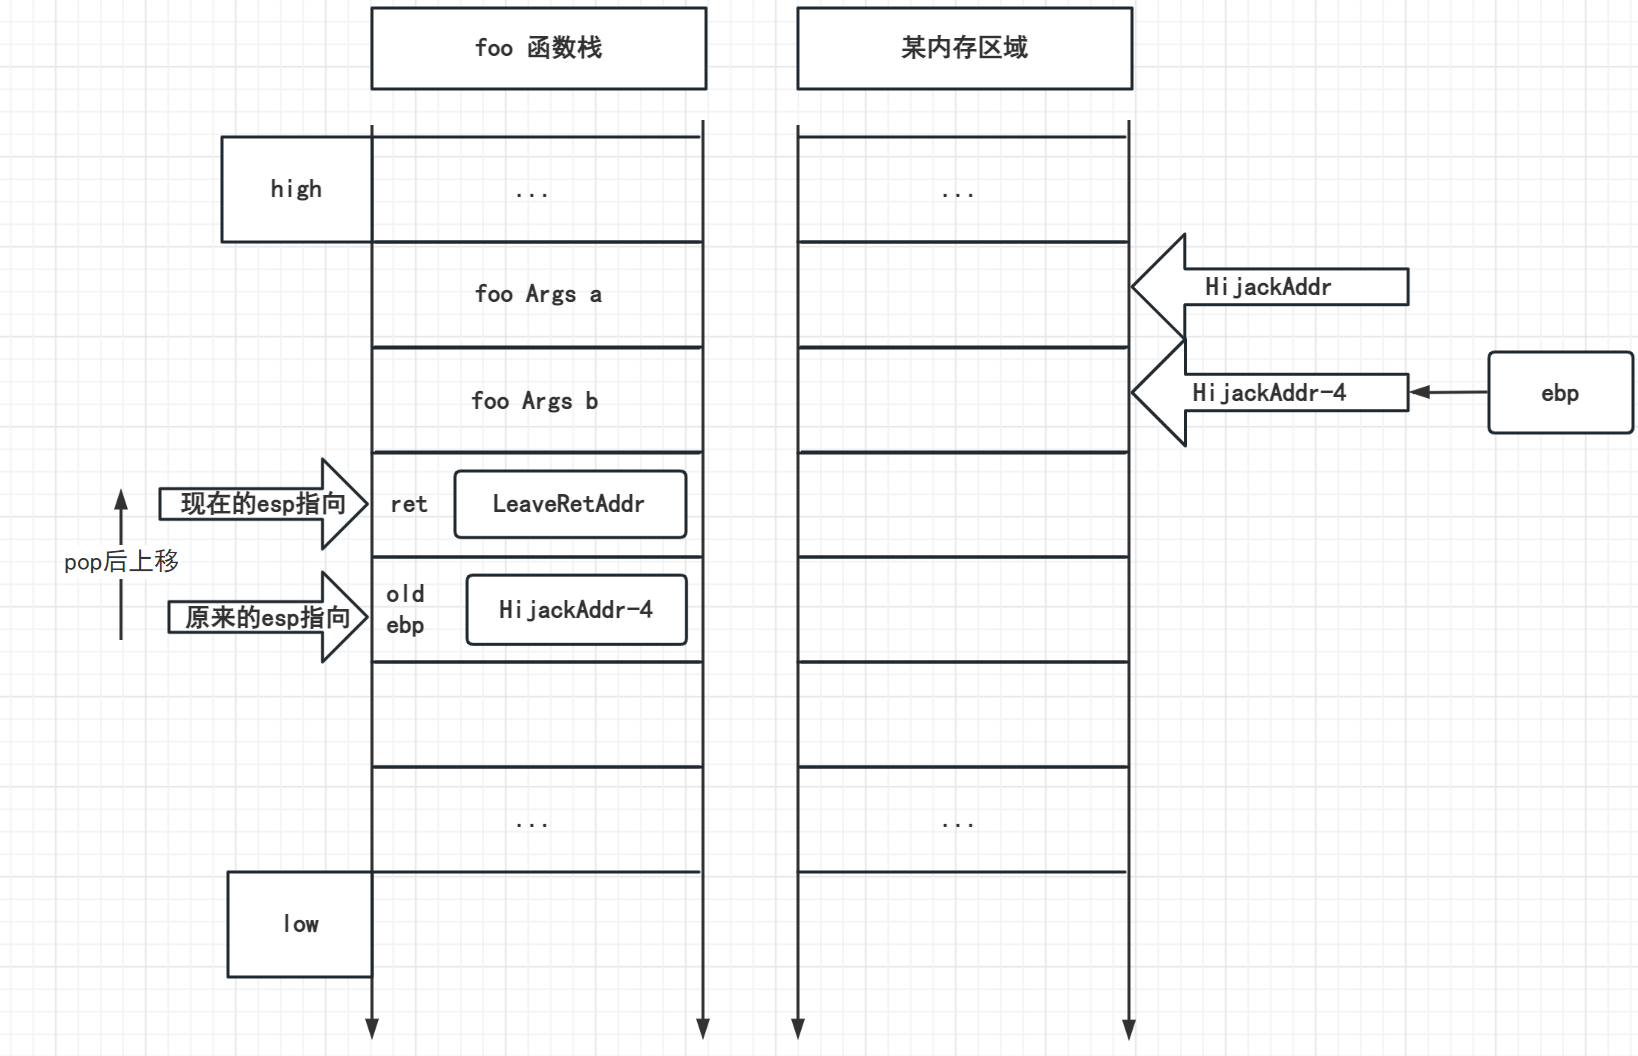 foo 函数栈
某内存区域
high
...
...
foo Args a
HijackAddr
foo Args b
HijackAddr-4
ebp
现在的esp指向
ret
LeaveRetAddr
pop后上移
原来的esp指向
old
ebp
HijackAddr-4
...
...
low